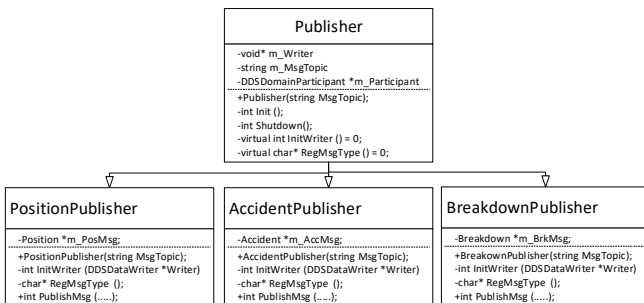 Publisher
-void* m_Writer
-string m_MsgTopic
-DDSDomainParticipant *m_Participant
+Publisher(string MsgTopic);
-int Init ();
-int Shutdown();
-virtual int InitWriter () = 0;
-virtual char* RegMsgType () = 0;
PositionPublisher
-Position *m_PosMsg;
+PositionPublisher(string MsgTopic);
-int InitWriter (DDSDataWriter *Writer)
-char* RegMsgType ();
+int PublishMsg (.....);
AccidentPublisher
-Accident *m_AccMsg;
+AccidentPublisher(string MsgTopic);
-int InitWriter (DDSDataWriter *Writer)
-char* RegMsgType ();
+int PublishMsg (.....);
BreakdownPublisher
-Breakdown *m_BrkMsg;
+BreakownPublisher(string MsgTopic);
-int InitWriter (DDSDataWriter *Writer)
-char* RegMsgType ();
+int PublishMsg (.....);